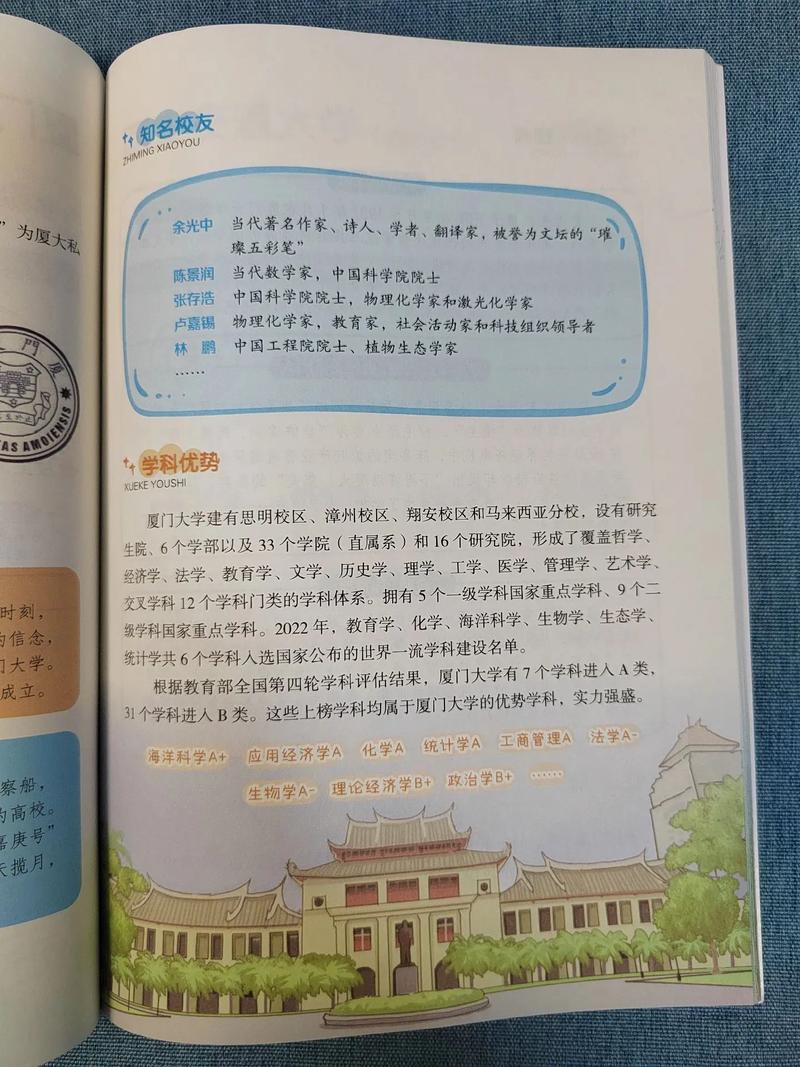 ”为厦大私
門厦
AS AMOIENSIS
时刻，
的信念，
门大学。
成立。
察船，
为高校。
嘉庚号”
天揽月，
知名校友
ZHIMING XIAOYOU
余光中 当代著名作家、诗人、学者、翻译家，被誉为文坛的“璀
璨五彩笔”
陈景润 当代数学家，中国科学院院士
张存浩 中国科学院院士，物理化学家和激光化学家
卢嘉锡 物理化学家，教育家，社会活动家和科技组织领导者
林 鹏 中国工程院院士、植物生态学家
……
学科优势
XUEKE YOUSHI
厦门大学建有思明校区、漳州校区、翔安校区和马来西亚分校，设有研究
生院、6个学部以及33个学院（直属系）和16个研究院，形成了覆盖哲学、
经济学、法学、教育学、文学、历史学、理学、工学、医学、管理学、艺术学、
交叉学科12个学科门类的学科体系。拥有5个一级学科国家重点学科、9个二
级学科国家重点学科。2022年，教育学、化学、海洋科学、生物学、生态学、
统计学共6个学科入选国家公布的世界一流学科建设名单。
根据教育部全国第四轮学科评估结果，厦门大学有7个学科进入A类，
31个学科进入B类。这些上榜学科均属于厦门大学的优势学科，实力强盛。
海洋科学A+ 应用经济学A 化学A 统计学A 工商管理A 法学A-
生物学A- 理论经济学B+ 政治学B+ ……